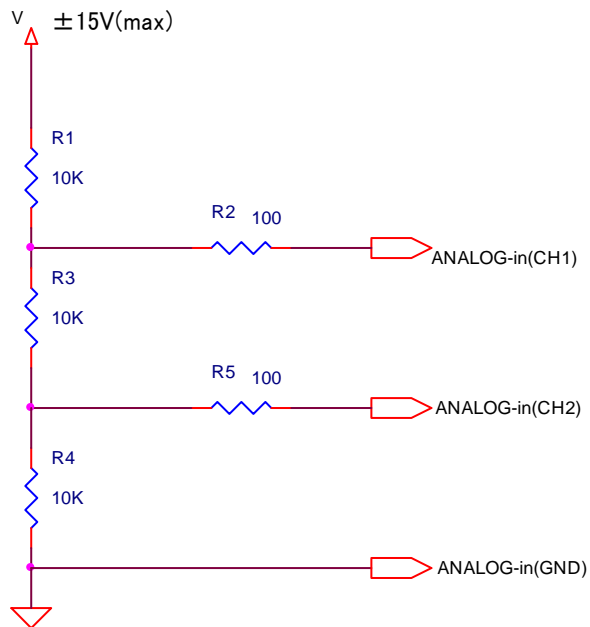 V ±15V(max)
R1
10K
R2 100
ANALOG-in(CH1)
R3
10K
R5 100
ANALOG-in(CH2)
R4
10K
ANALOG-in(GND)